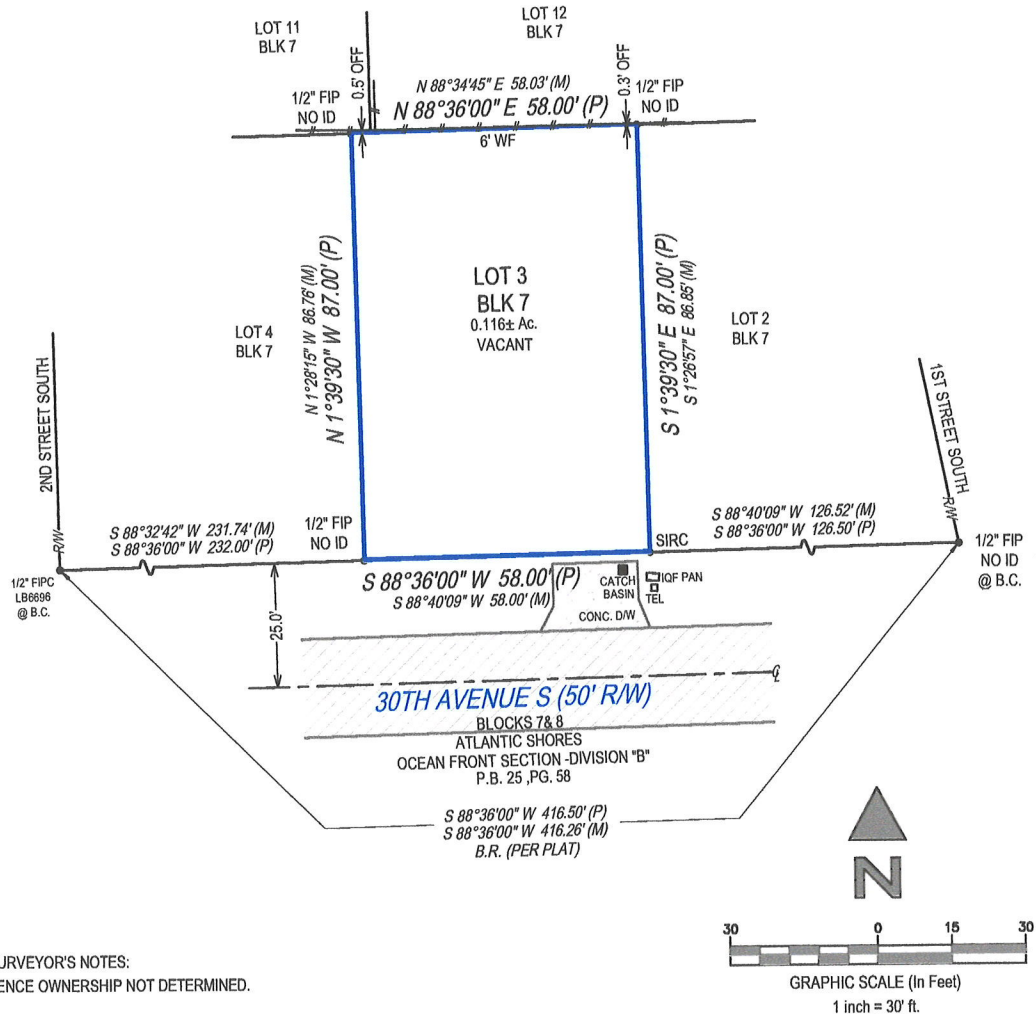 LOT 11
BLK 7
LOT 12
BLK 7
0.5' OFF
0.3' OFF
N 88°34'45" E 58.03' (M)
N 88°36'00" E 58.00' (P)
1/2" FIP
NO ID
1/2" FIP
NO ID
6' WF
N 1°28'15" W 86.76' (M)
N 1°39'30" W 87.00' (P)
LOT 3
BLK 7
0.116± Ac.
VACANT
S 1°39'30" E 87.00' (P)
S 1°26'57" E 86.85' (M)
LOT 4
BLK 7
LOT 2
BLK 7
2ND STREET SOUTH
R/W
1ST STREET SOUTH
R/W
S 88°32'42" W 231.74' (M)
S 88°36'00" W 232.00' (P)
1/2" FIP
NO ID
SIRC
S 88°40'09" W 126.52' (M)
S 88°36'00" W 126.50' (P)
1/2" FIP
NO ID
@ B.C.
1/2" FIPC
LB6696
@ B.C.
S 88°36'00" W 58.00' (P)
S 88°40'09" W 58.00' (M)
CATCH
BASIN
IQF PAN
TEL
CONC. D/W
25.0'
30TH AVENUE S (50' R/W)
BLOCKS 7& 8
ATLANTIC SHORES
OCEAN FRONT SECTION -DIVISION "B"
P.B. 25 ,PG. 58
S 88°36'00" W 416.50' (P)
S 88°36'00" W 416.26' (M)
B.R. (PER PLAT)
N
30 0 15 30
GRAPHIC SCALE (In Feet)
1 inch = 30' ft.
URVEYOR'S NOTES:
ENCE OWNERSHIP NOT DETERMINED.